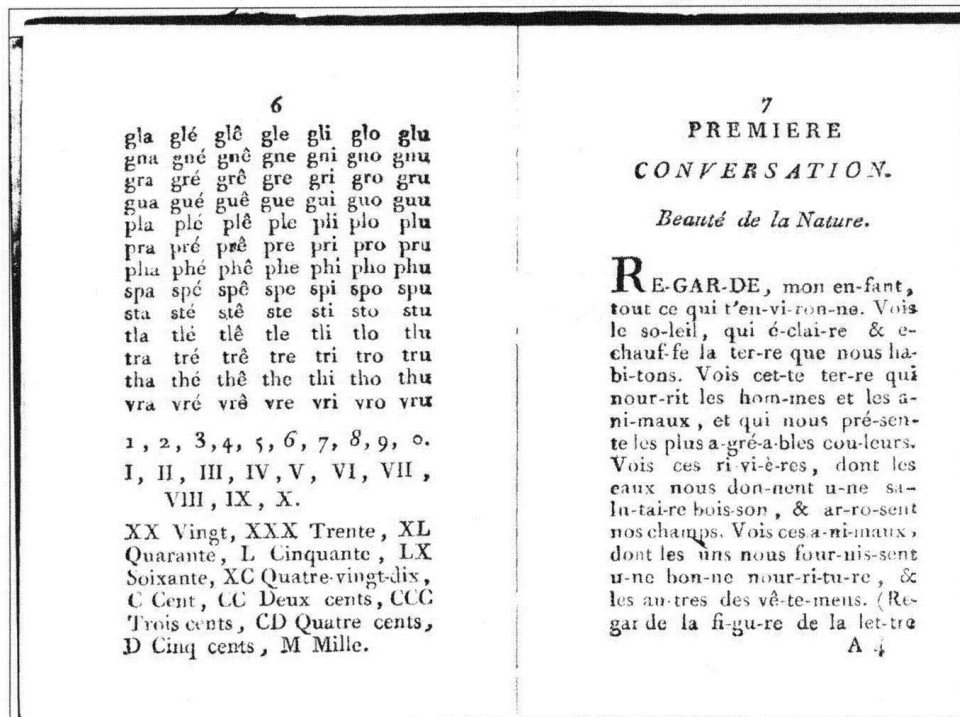 6
gla glé glê gle gli glo glu
gna gné gnê gne gni gno gnu
gra gré grê gre gri gro gru
gua gué guê gue gui guo guu
pla plé plê ple pli plo plu
pra pré prê pre pri pro pru
pha phé phê phe phi pho phu
spa spé spê spe spi spo spu
sta sté stê ste sti sto stu
tla tlé tlê tle tli tlo tlu
tra tré trê tre tri tro tru
tha thé thê the thi tho thu
vra vré vrê vre vri vro vru
1, 2, 3, 4, 5, 6, 7, 8, 9, 0.
I, II, III, IV, V, VI, VII,
VIII, IX, X.
XX Vingt, XXX Trente, XL
Quarante, L Cinquante, LX
Soixante, XC Quatre-vingt-dix,
C Cent, CC Deux cents, CCC
Trois cents, CD Quatre cents,
D Cinq cents, M Mille.
7
PREMIERE
CONVERSATION.
Beauté de la Nature.
RE-GAR-DE, mon en-fant,
tout ce qui t'en-vi-ron-ne. Vois
le so-leil, qui é-clai-re & e-
chauf-fe la ter-re que nous ha-
bi-tons. Vois cet-te ter-re qui
nour-rit les hom-mes et les a-
ni-maux, et qui nous pré-sen-
te les plus a-gré-a-bles cou-leurs.
Vois ces ri-vi-è-res, dont les
eaux nous don-nent u-ne sa-
lu-tai-re bois-son, & ar-ro-sent
nos champs. Vois ces a-ni-maux,
dont les uns nous four-nis-sent
u-ne bon-ne nour-ri-tu-re, &
les au-tres des vê-te-mens. (Re-
gar de la fi-gu-re de la let-tre
A 4